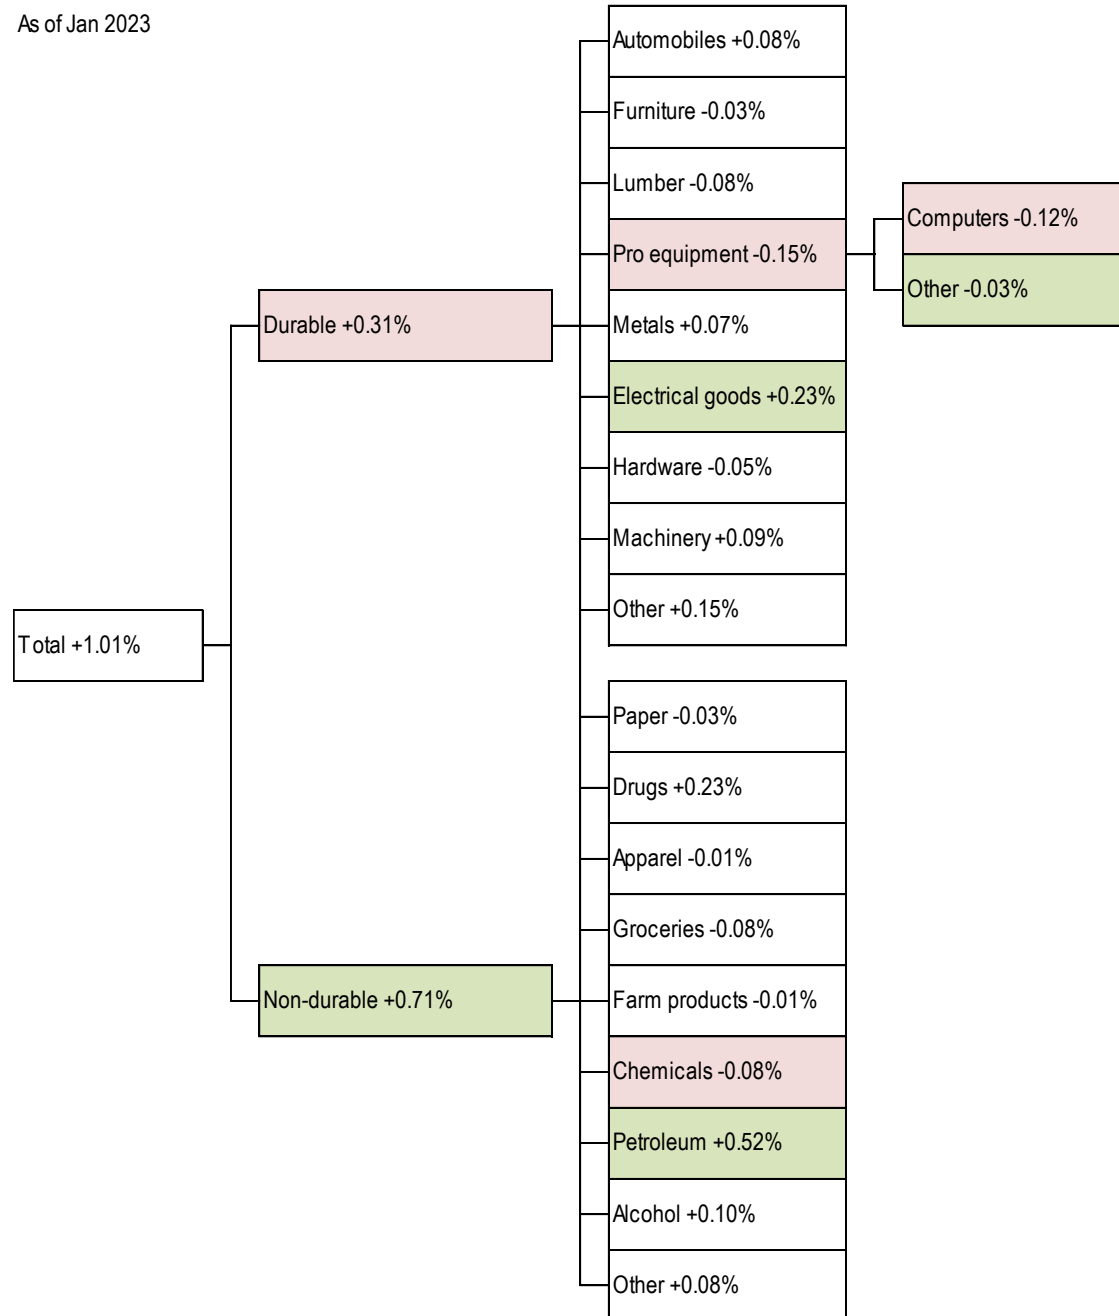 As of Jan 2023
Total +1.01%
Durable +0.31%
Automobiles +0.08%
Furniture -0.03%
Lumber -0.08%
Pro equipment -0.15%
Computers -0.12%
Other -0.03%
Metals +0.07%
Electrical goods +0.23%
Hardware -0.05%
Machinery +0.09%
Other +0.15%
Non-durable +0.71%
Paper -0.03%
Drugs +0.23%
Apparel -0.01%
Groceries -0.08%
Farm products -0.01%
Chemicals -0.08%
Petroleum +0.52%
Alcohol +0.10%
Other +0.08%